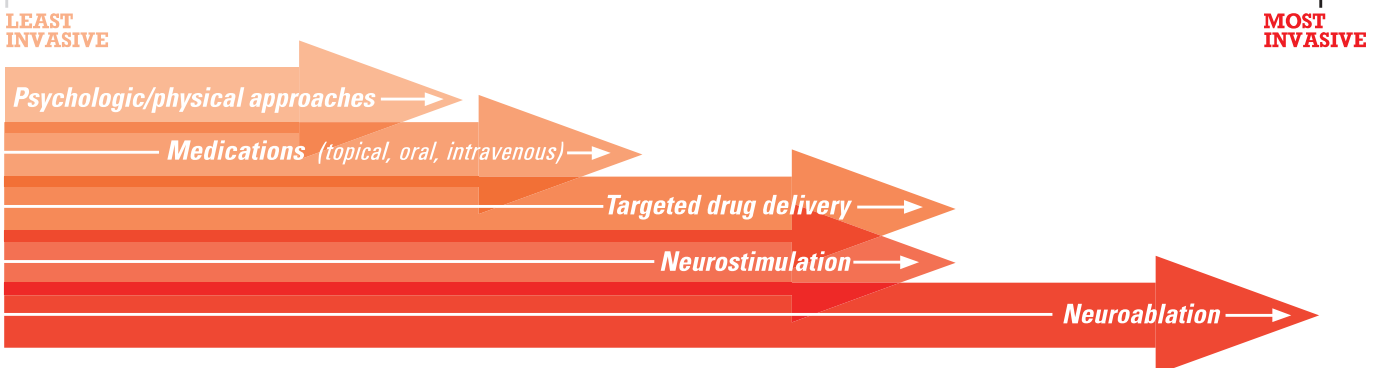 LEAST
INVASIVE
MOST
INVASIVE
Psychologic/physical approaches
Medications (topical, oral, intravenous)
Targeted drug delivery
Neurostimulation
Neuroablation